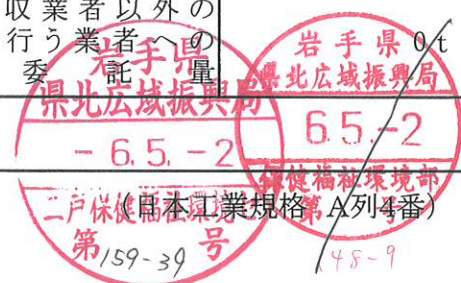 収業者以外の
行う業者への
委託量
0t
岩手県
県北広域振興局
-6.5.-2
二戸保健福祉環境
第159-39号
岩手県
県北広域振興局
6.5.-2
保健福祉環境部
第
48-9
(日本工業規格 A列4番)